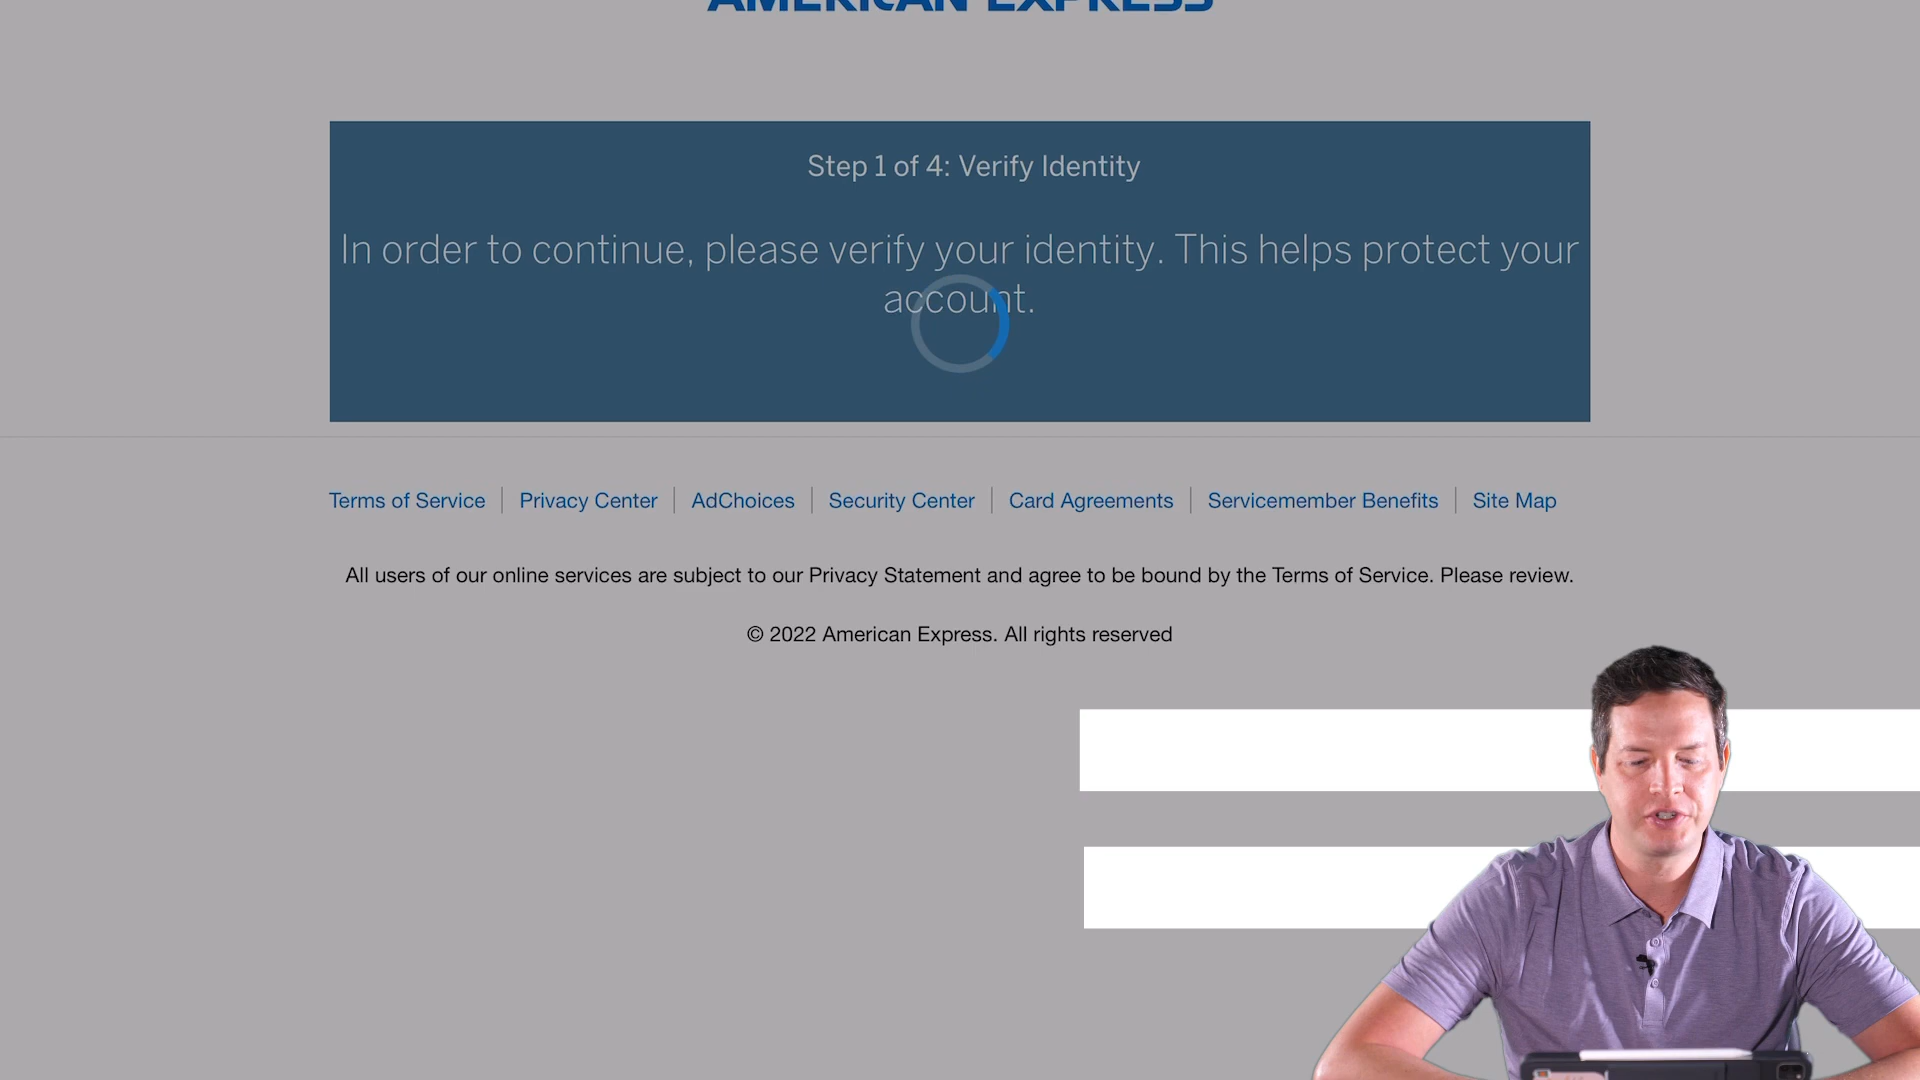 AMERICAN EXPRESS
Step 1 of 4: Verify Identity
In order to continue, please verify your identity. This helps protect your
account.
Terms of Service Privacy Center AdChoices Security Center Card Agreements Servicemember Benefits Site Map
All users of our online services are subject to our Privacy Statement and agree to be bound by the Terms of Service. Please review.
© 2022 American Express. All rights reserved